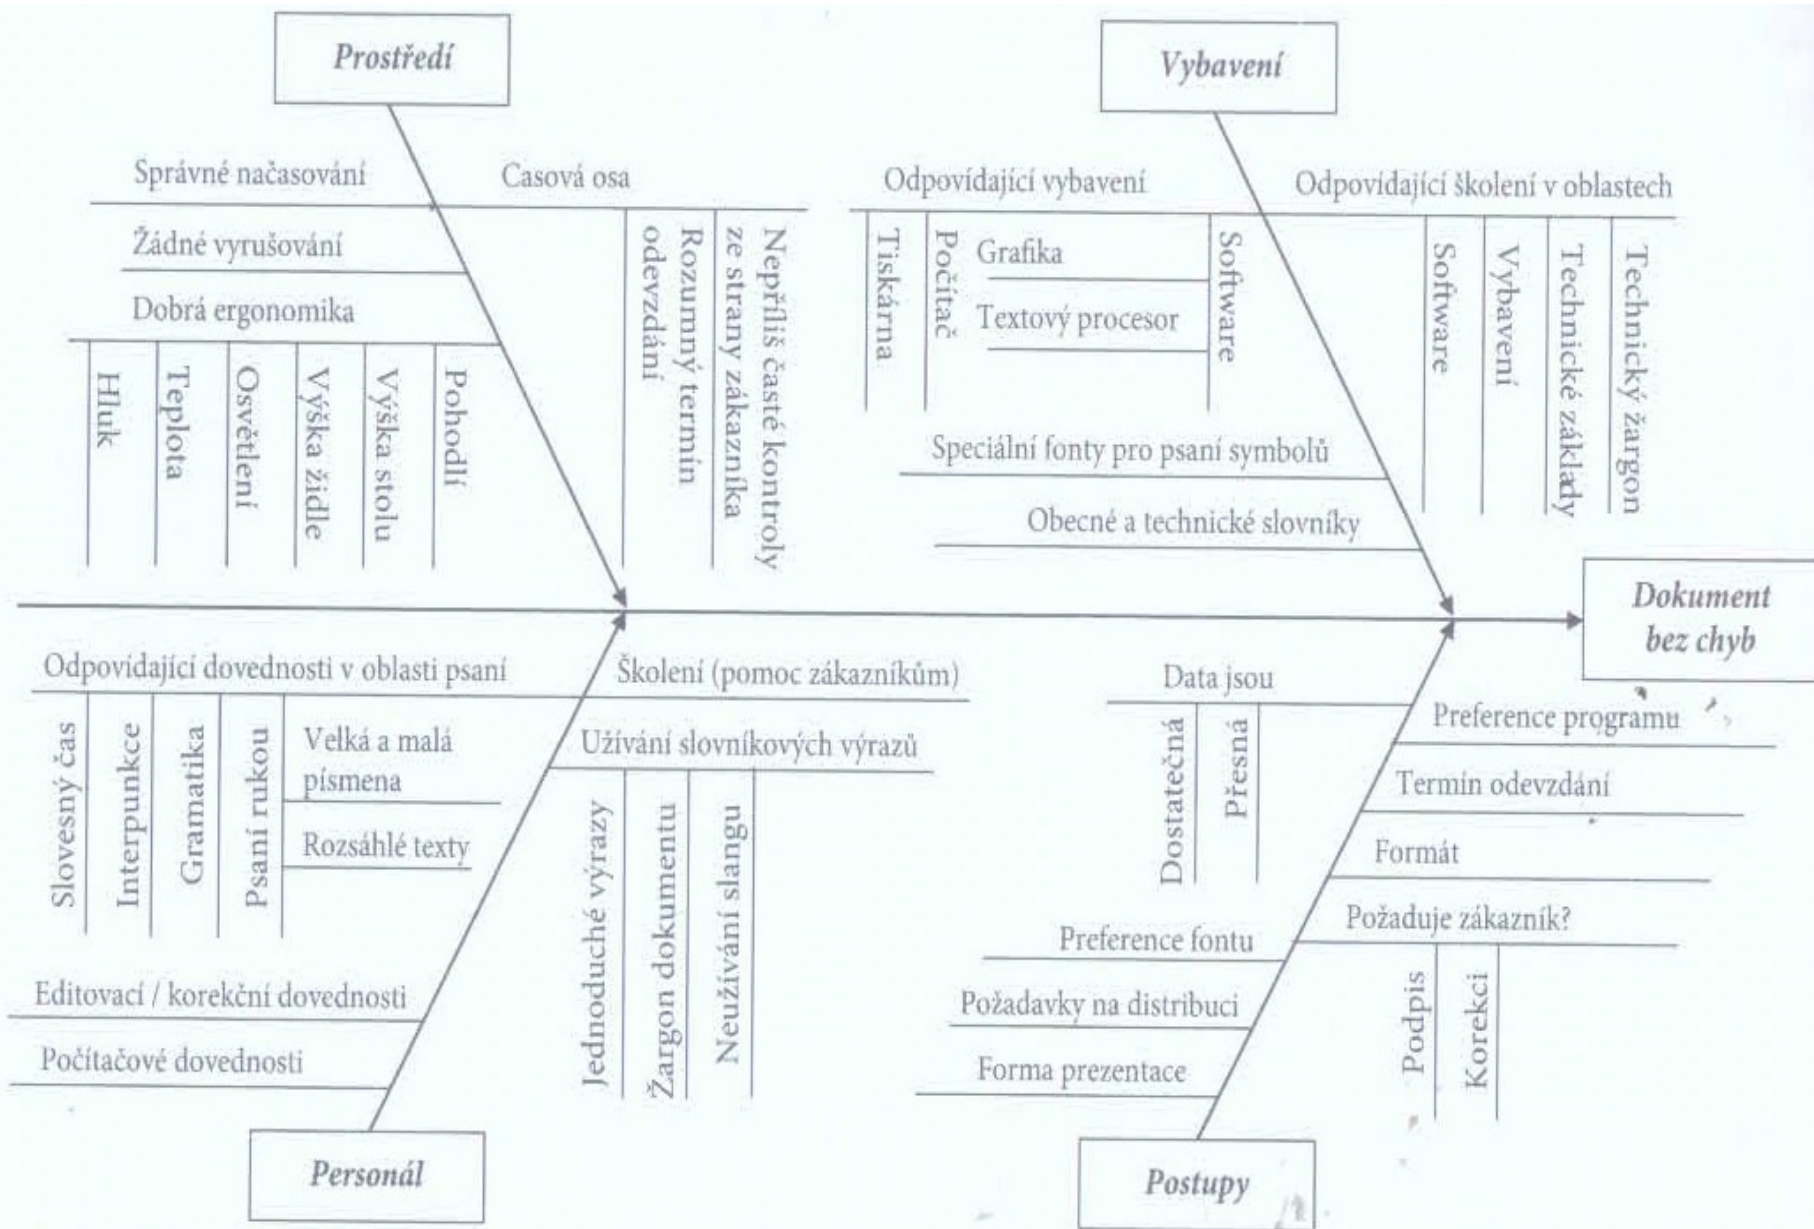 Prostředí
Správné načasování
Casová osa
Žádné vyrušování
Dobrá ergonomika
Hluk
Teplota
Osvětlení
Výška židle
Výška stolu
Pohodlí
Rozumný termín
odevzdání
Nepříliš časté kontroly
ze strany zákazníka
Vybavení
Odpovídající vybavení
Odpovídající školení v oblastech
Tiskárna
Počítač
Grafika
Textový procesor
Software
Software
Vybavení
Technické základy
Technický žargon
Speciální fonty pro psaní symbolů
Obecné a technické slovníky
Dokument
bez chyb
Odpovídající dovednosti v oblasti psaní
Školení (pomoc zákazníkům)
Slovesný čas
Interpunkce
Gramatika
Psaní rukou
Velká a malá
písmena
Rozsáhlé texty
Užívání slovníkových výrazů
Jednoduché výrazy
Žargon dokumentu
Neužívání slangu
Editovací / korekční dovednosti
Počítačové dovednosti
Personál
Data jsou
Dostatečná
Přesná
Preference programu
Termín odevzdání
Formát
Požaduje zákazník?
Podpis
Korekci
Preference fontu
Požadavky na distribuci
Forma prezentace
Postupy